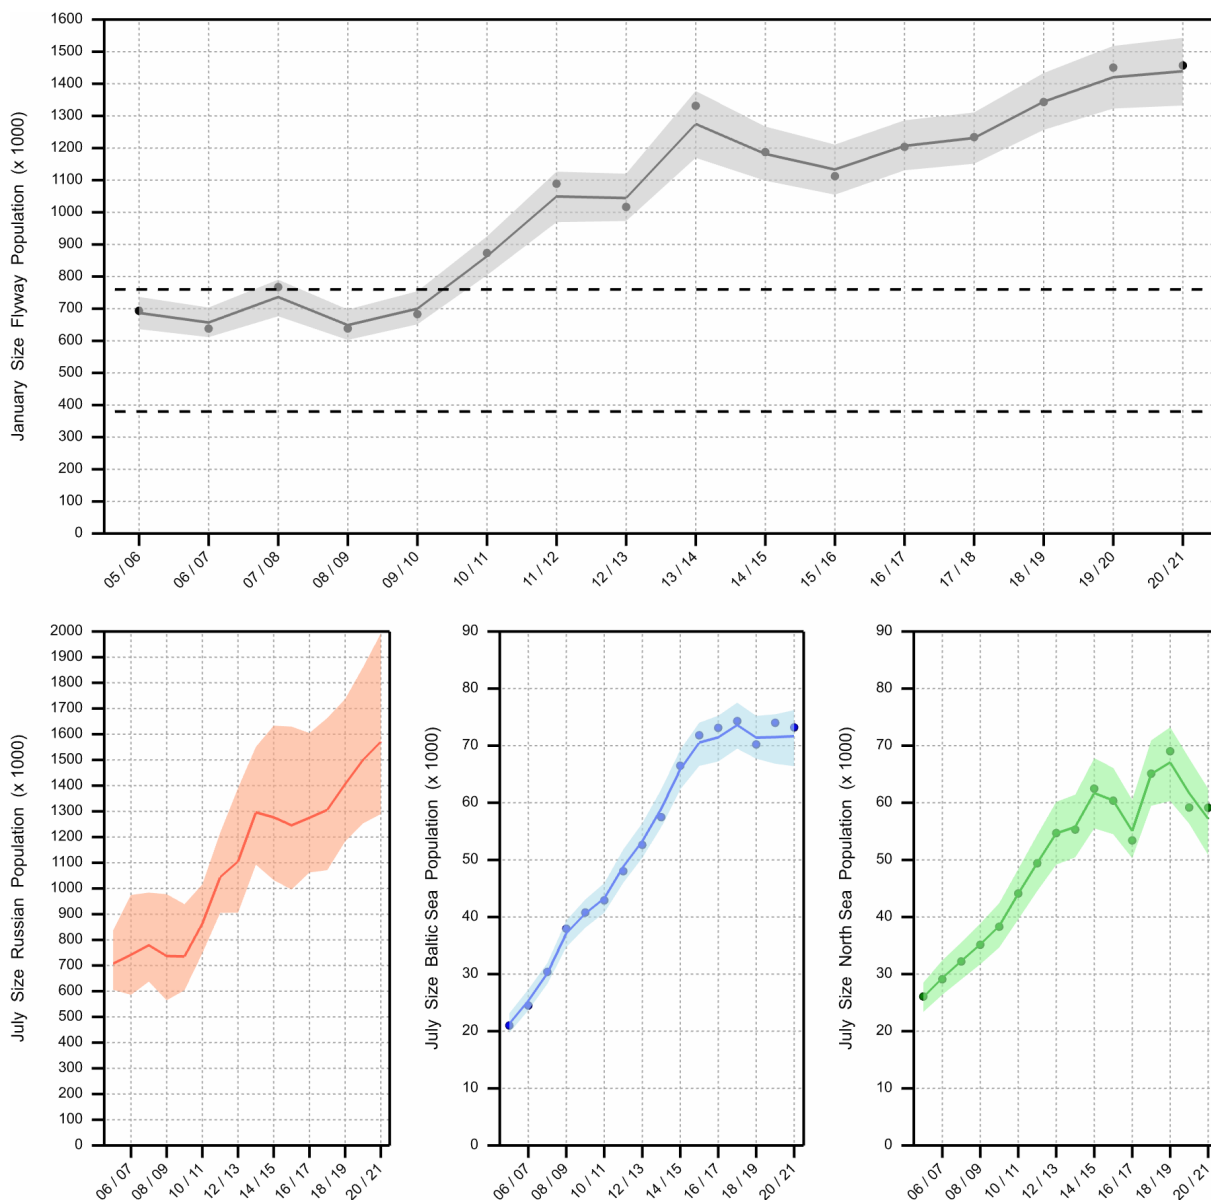 January Size Flyway Population (x 1000)
1600
1500
1400
1300
1200
1100
1000
900
800
700
600
500
400
300
200
100
0
05 / 06
06 / 07
07 / 08
08 / 09
09 / 10
10 / 11
11 / 12
12 / 13
13 / 14
14 / 15
15 / 16
16 / 17
17 / 18
18 / 19
19 / 20
20 / 21
July Size Russian Population (x 1000)
2000
1900
1800
1700
1600
1500
1400
1300
1200
1100
1000
900
800
700
600
500
400
300
200
100
0
06 / 07
08 / 09
10 / 11
12 / 13
14 / 15
16 / 17
18 / 19
20 / 21
July Size Baltic Sea Population (x 1000)
90
80
70
60
50
40
30
20
10
0
06 / 07
08 / 09
10 / 11
12 / 13
14 / 15
16 / 17
18 / 19
20 / 21
July Size North Sea Population (x 1000)
90
80
70
60
50
40
30
20
10
0
06 / 07
08 / 09
10 / 11
12 / 13
14 / 15
16 / 17
18 / 19
20 / 21